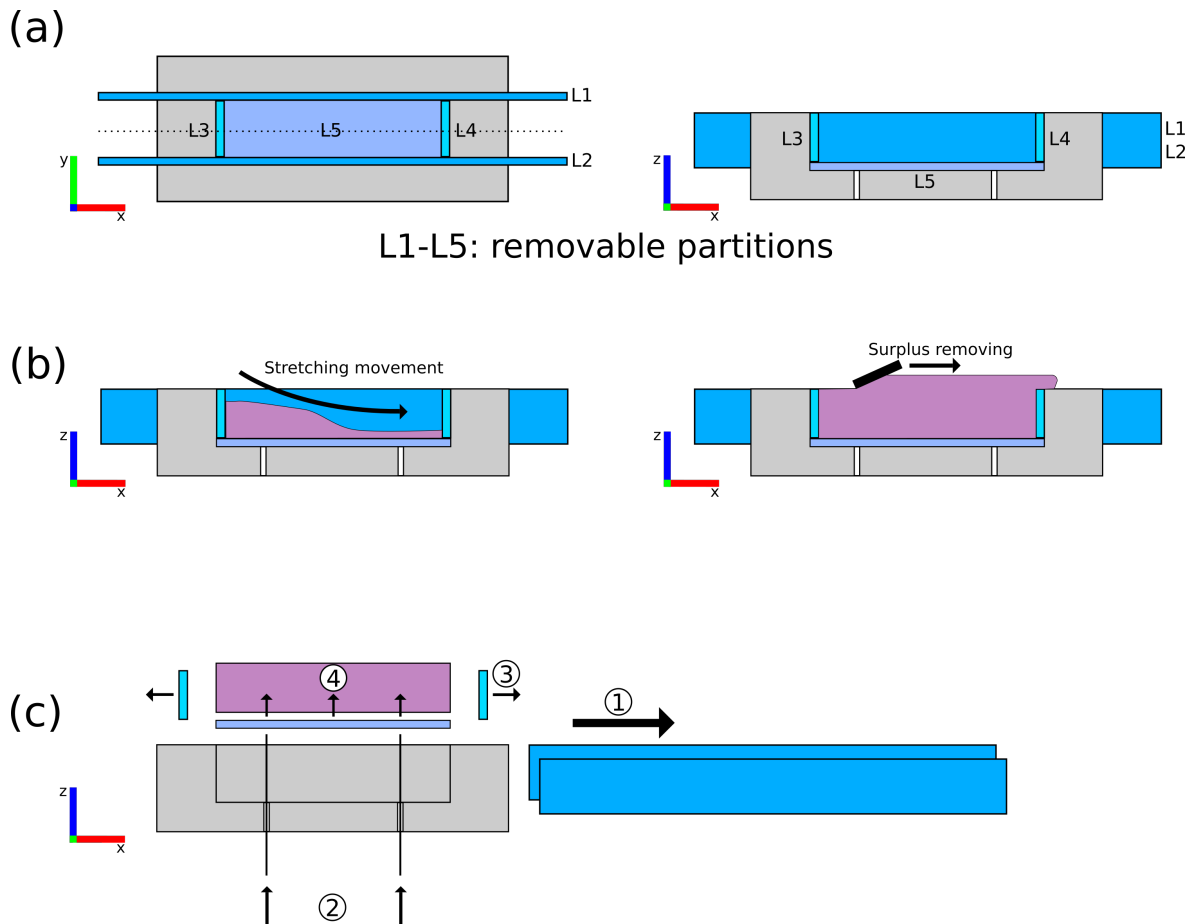 (a)
L1
L3
L5
L4
L2
y
x
L3
L4
L1
L2
z
L5
x
L1-L5: removable partitions
(b)
Stretching movement
z
x
Surplus removing
z
x
(c)
4
3
1
z
x
2